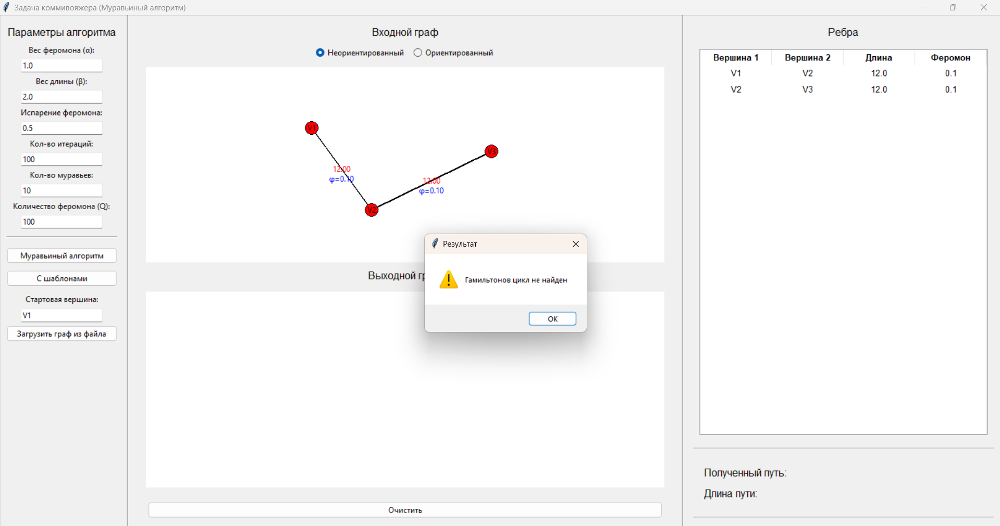 Задача коммивояжера (Муравьиный алгоритм)
Параметры алгоритма
Вес феромона (α):
1.0
Вес длины (β):
2.0
Испарение феромона:
0.5
Кол-во итераций:
100
Кол-во муравьев:
10
Количество феромона (Q):
100
Муравьиный алгоритм
С шаблонами
Стартовая вершина:
V1
Загрузить граф из файла
Входной граф
Неориентированный Ориентированный
V1
V3
12.00
φ=0.10
12.00
φ=0.10
V2
Выходной гр
Результат
Гамильтонов цикл не найден
ОК
Очистить
Ребра
Вершина 1 Вершина 2 Длина Феромон
V1 V2 12.0 0.1
V2 V3 12.0 0.1
Полученный путь:
Длина пути: